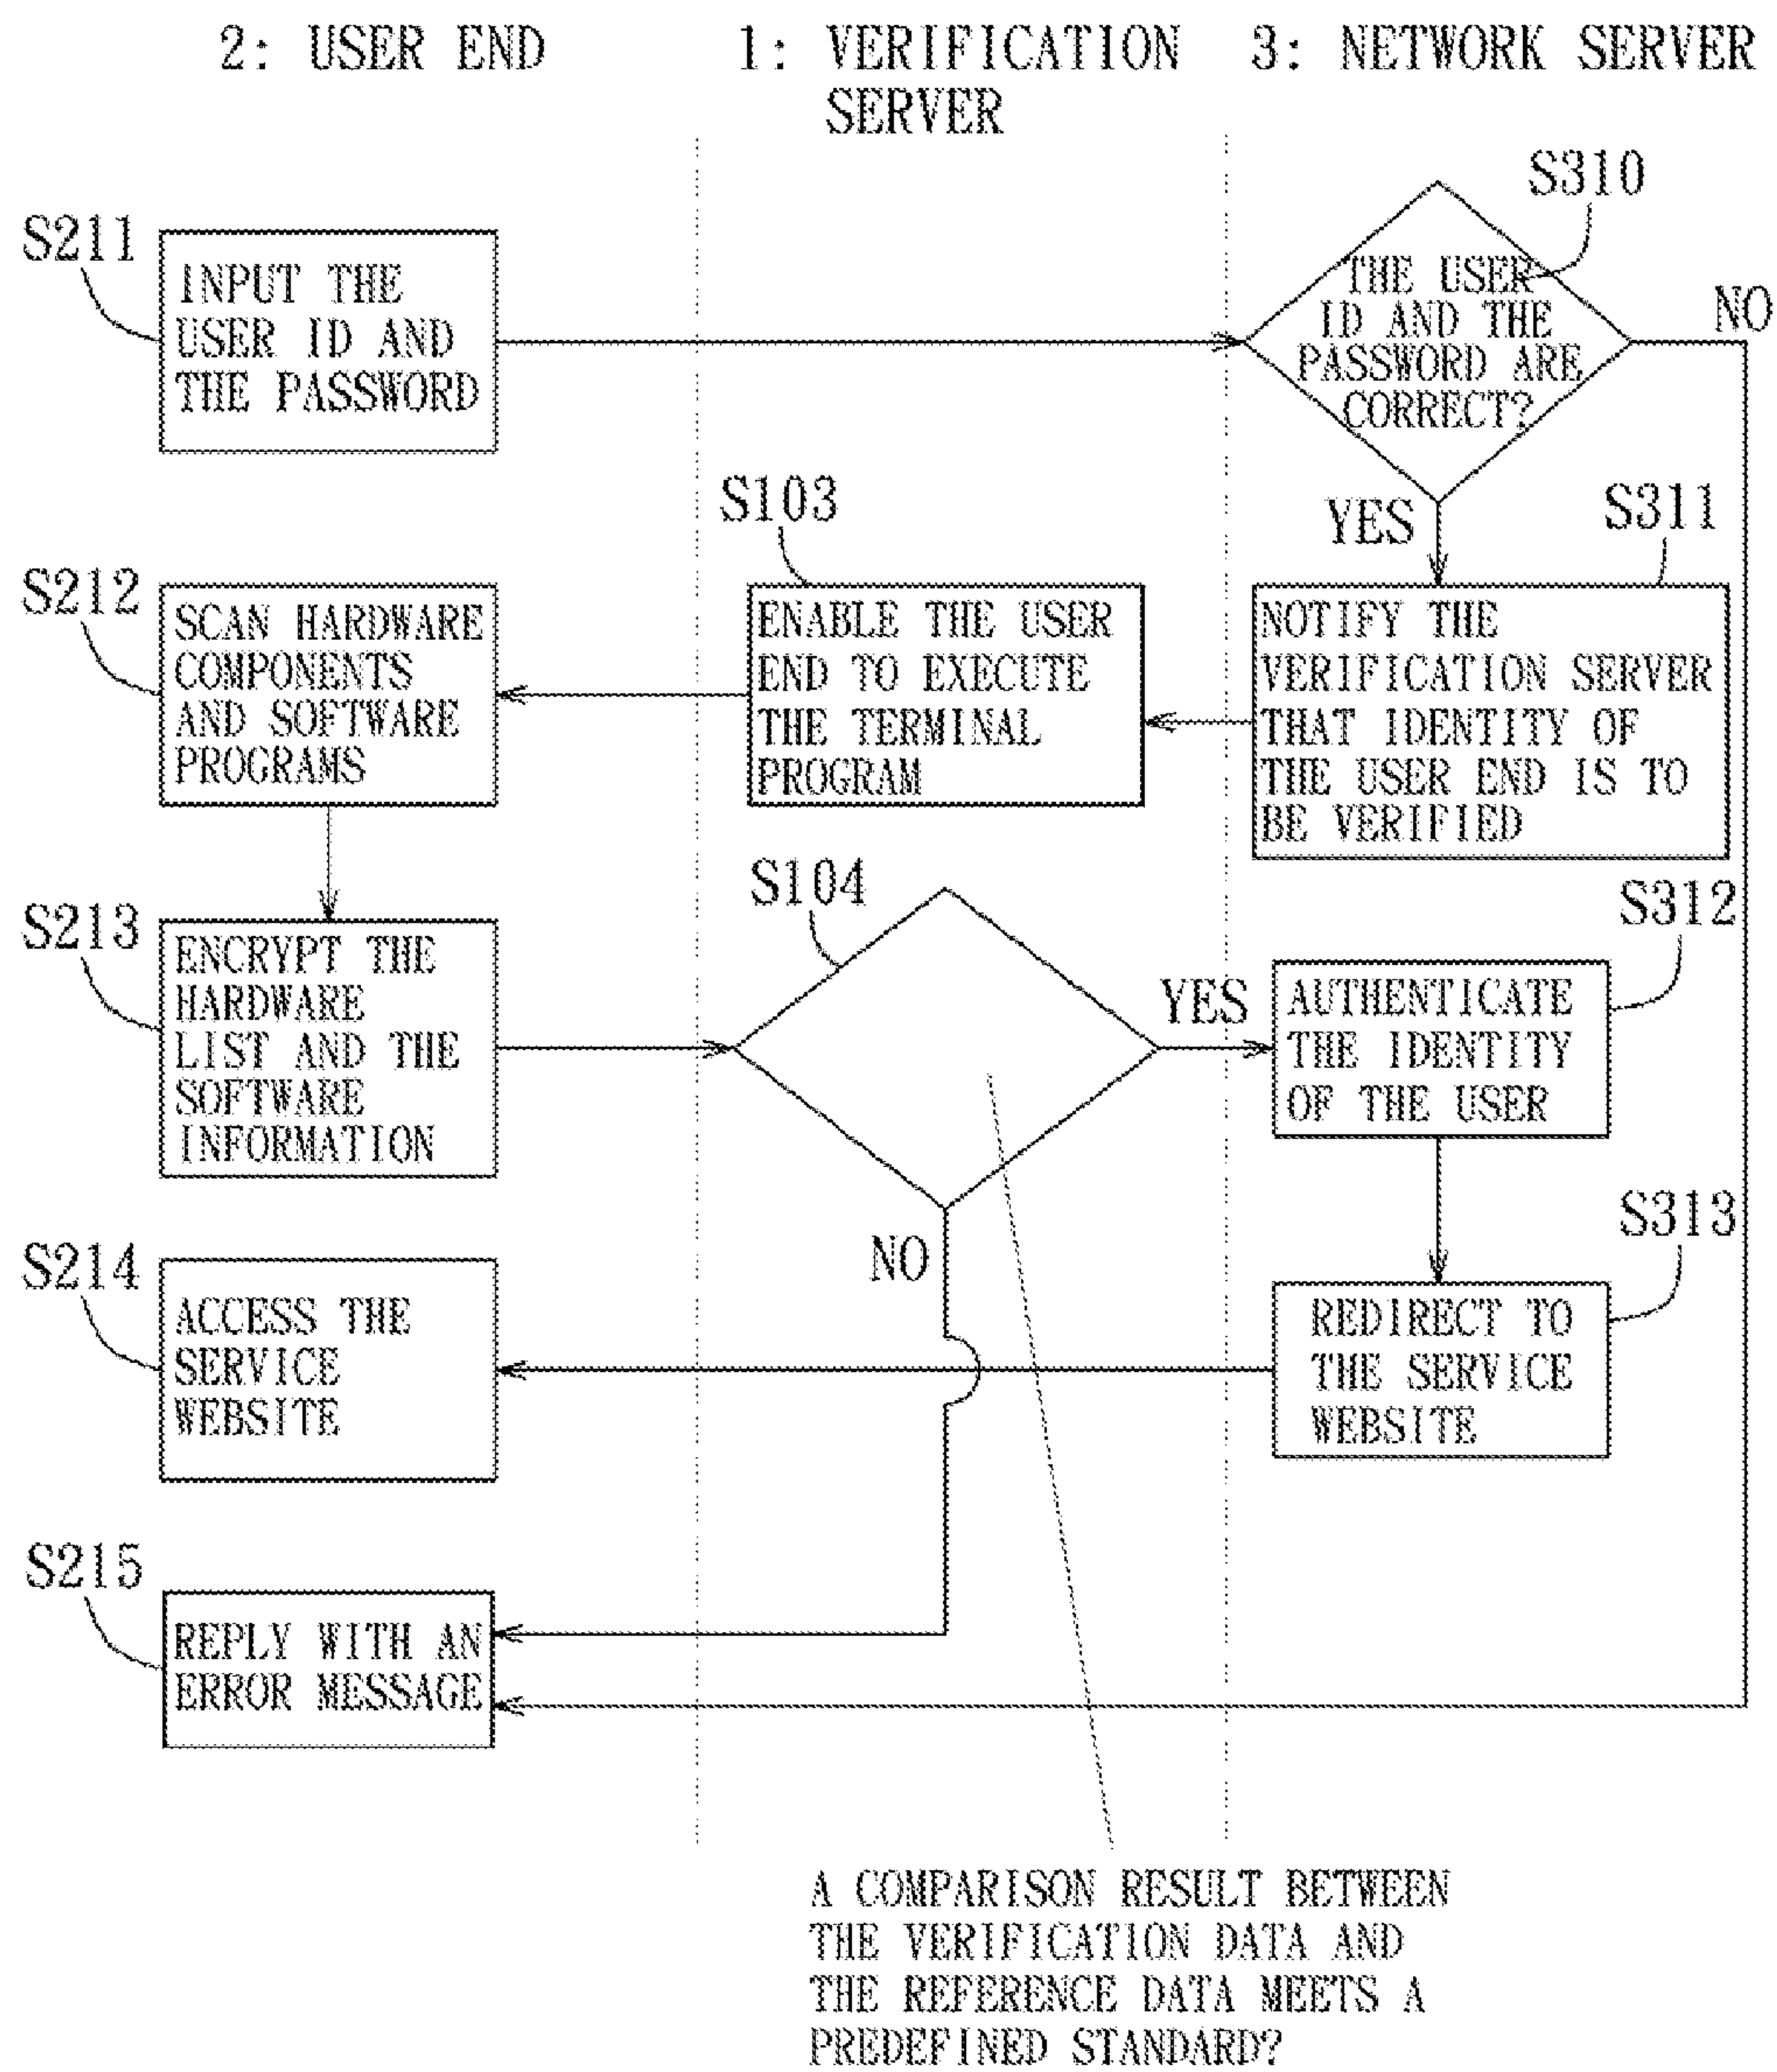 2: USER END
1: VERIFICATION
SERVER
3: NETWORK SERVER
S310
S211
INPUT THE
USER ID AND
THE PASSWORD
THE USER
ID AND THE
PASSWORD ARE
CORRECT?
NO
YES
S311
S103
S212
SCAN HARDWARE
COMPONENTS
AND SOFTWARE
PROGRAMS
ENABLE THE USER
END TO EXECUTE
THE TERMINAL
PROGRAM
NOTIFY THE
VERIFICATION SERVER
THAT IDENTITY OF
THE USER END IS TO
BE VERIFIED
S104
S312
S213
ENCRYPT THE
HARDWARE
LIST AND THE
SOFTWARE
INFORMATION
YES
AUTHENTICATE
THE IDENTITY
OF THE USER
NO
S313
S214
ACCESS THE
SERVICE
WEBSITE
REDIRECT TO
THE SERVICE
WEBSITE
S215
REPLY WITH AN
ERROR MESSAGE
A COMPARISON RESULT BETWEEN
THE VERIFICATION DATA AND
THE REFERENCE DATA MEETS A
PREDEFINED STANDARD?